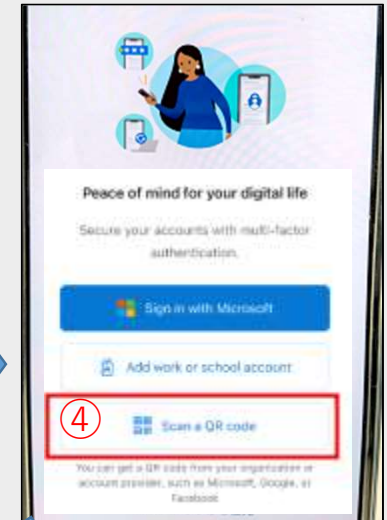 Peace of mind for your digital life
Secure your accounts with multi-factor
authentication.
Sign in with Microsoft
Add work or school account
④
Scan a QR code
You can get a QR code from your organization or
account provider, such as Microsoft, Google, or
Facebook